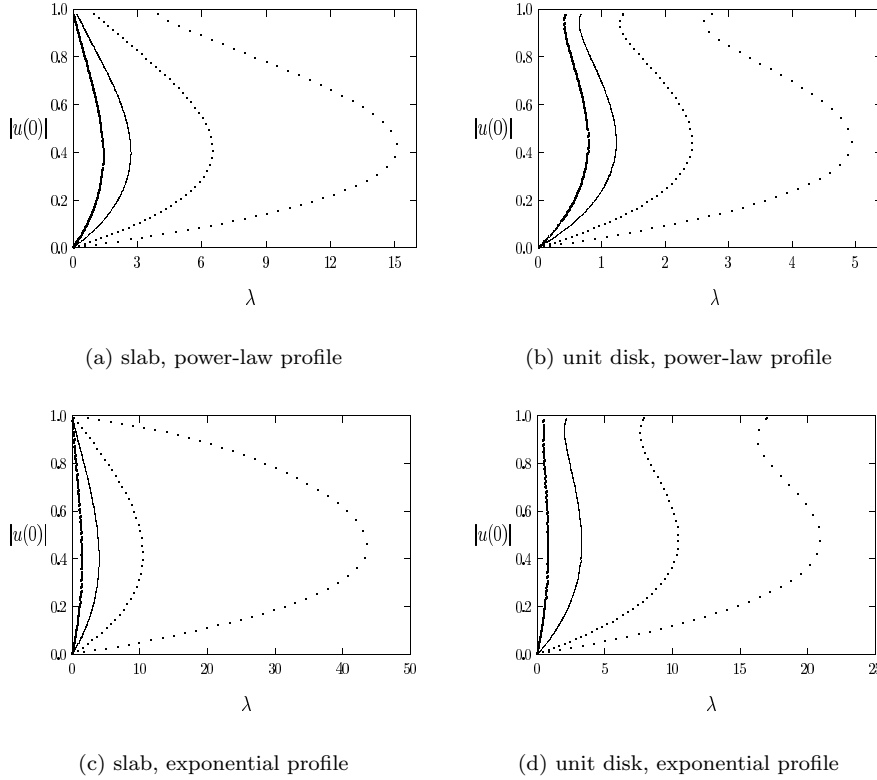 1.0
0.8
0.6
|u(0)|
0.4
0.2
0.0
0 3 6 9 12 15
λ
(a) slab, power-law profile
1.0
0.8
0.6
|u(0)|
0.4
0.2
0.0
0 1 2 3 4 5
λ
(b) unit disk, power-law profile
1.0
0.8
0.6
|u(0)|
0.4
0.2
0.0
0 10 20 30 40 50
λ
(c) slab, exponential profile
1.0
0.8
0.6
|u(0)|
0.4
0.2
0.0
0 5 10 15 20 25
λ
(d) unit disk, exponential profile